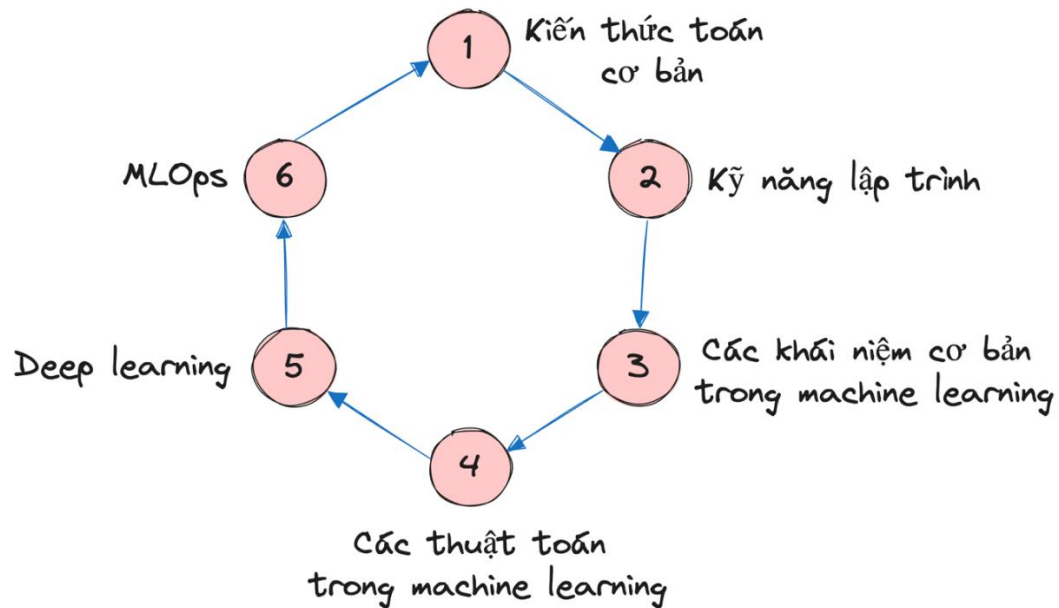 1
Kiến thức toán
cơ bản
2
Kỹ năng lập trình
3
Các khái niệm cơ bản
trong machine learning
4
Các thuật toán
trong machine learning
5
Deep learning
6
MLOps